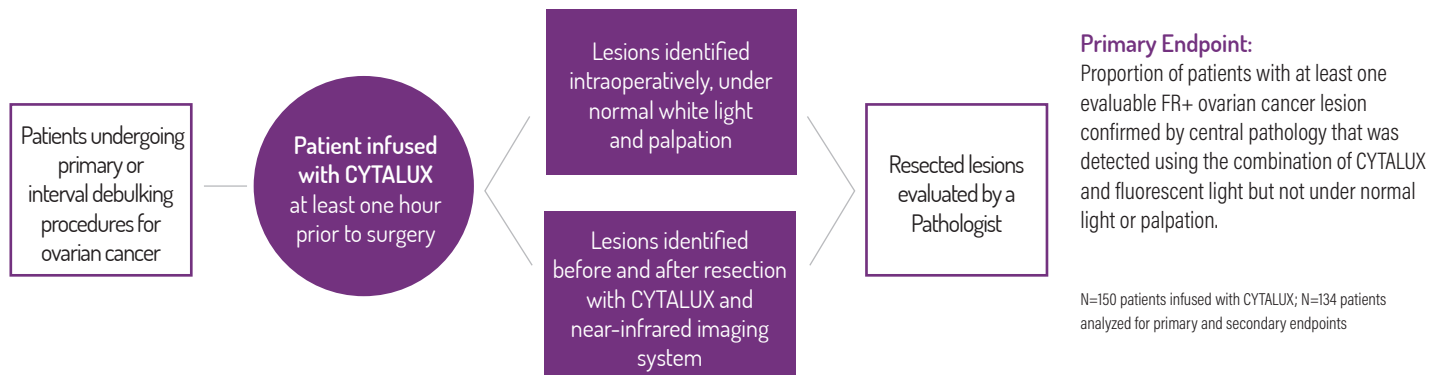 Patients undergoing
primary or
interval debulking
procedures for
ovarian cancer
Patient infused
with CYTALUX
at least one hour
prior to surgery
Lesions identified
intraoperatively, under
normal white light
and palpation
Lesions identified
before and after resection
with CYTALUX and
near-infrared imaging
system
Resected lesions
evaluated by a
Pathologist
Primary Endpoint:
Proportion of patients with at least one
evaluable FR+ ovarian cancer lesion
confirmed by central pathology that was
detected using the combination of CYTALUX
and fluorescent light but not under normal
light or palpation.
N=150 patients infused with CYTALUX; N=134 patients
analyzed for primary and secondary endpoints